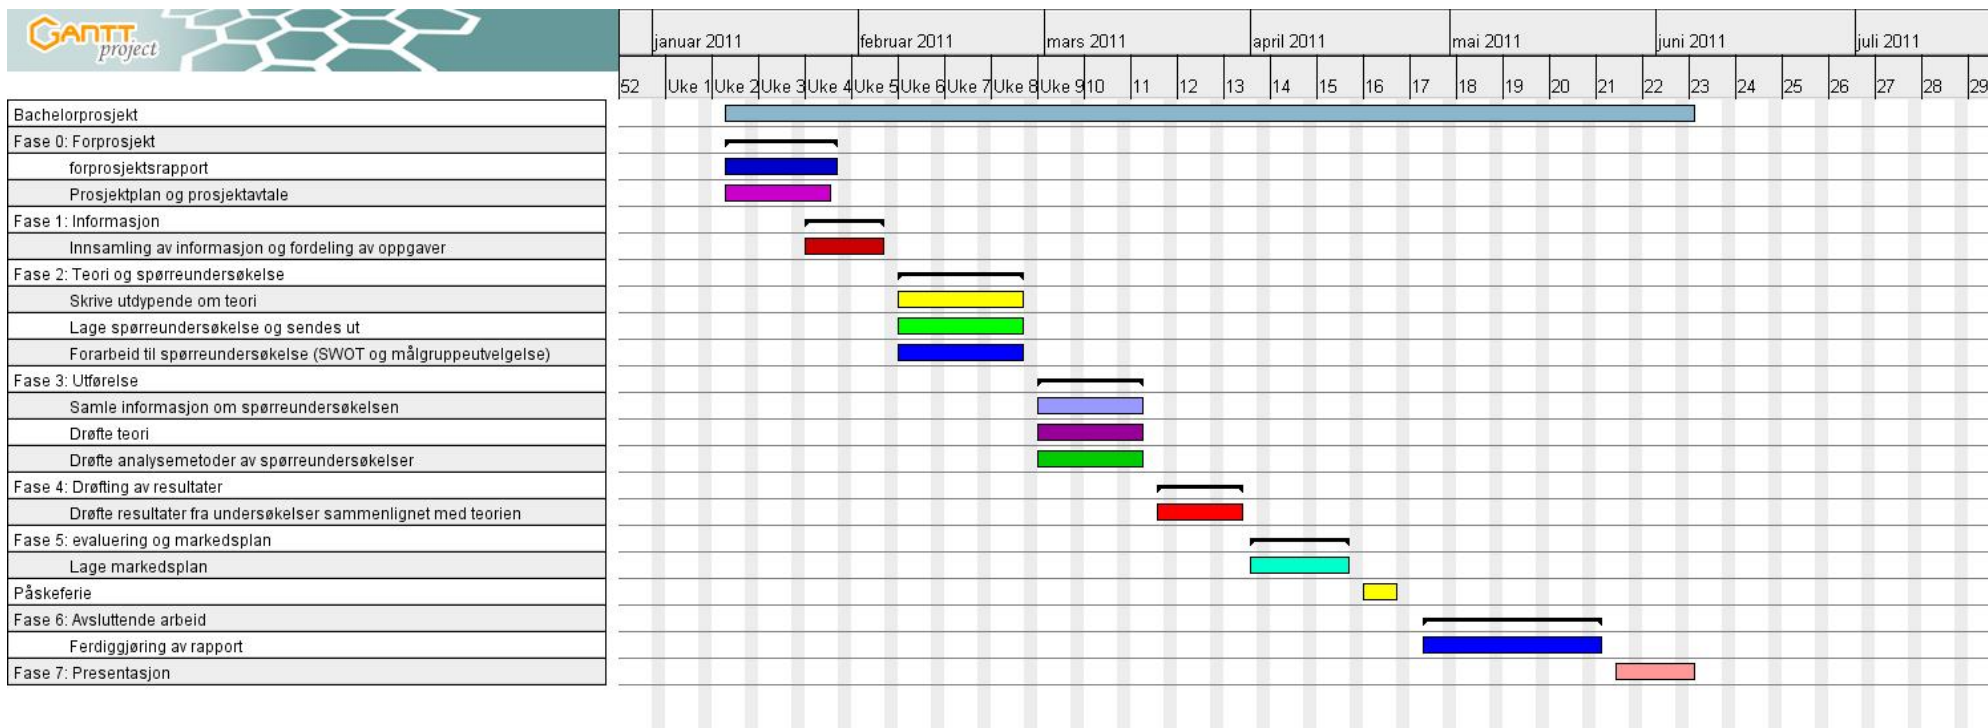 GANTT
project
januar 2011 februar 2011 mars 2011 april 2011 mai 2011 juni 2011 juli 2011
52 Uke 1 Uke 2 Uke 3 Uke 4 Uke 5 Uke 6 Uke 7 Uke 8 Uke 9 10 11 12 13 14 15 16 17 18 19 20 21 22 23 24 25 26 27 28 29
Bachelorprosjekt
Fase 0: Forprosjekt
forprosjektsrapport
Prosjektplan og prosjektavtale
Fase 1: Informasjon
Innsamling av informasjon og fordeling av oppgaver
Fase 2: Teori og spørreundersøkelse
Skrive utdypende om teori
Lage spørreundersøkelse og sendes ut
Forarbeid til spørreundersøkelse (SWOT og målgruppeutvelgelse)
Fase 3: Utførelse
Samle informasjon om spørreundersøkelsen
Drøfte teori
Drøfte analysemetoder av spørreundersøkelser
Fase 4: Drøfting av resultater
Drøfte resultater fra undersøkelser sammenlignet med teorien
Fase 5: evaluering og markedsplan
Lage markedsplan
Påskeferie
Fase 6: Avsluttende arbeid
Ferdiggjøring av rapport
Fase 7: Presentasjon